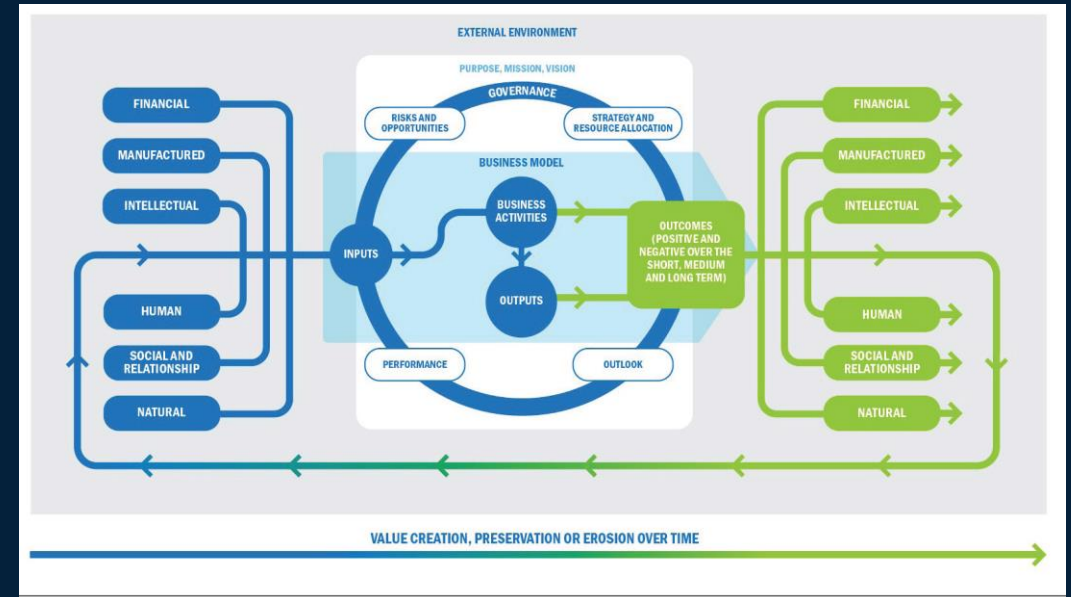 EXTERNAL ENVIRONMENT
PURPOSE, MISSION, VISION
GOVERNANCE
RISKS AND
OPPORTUNITIES
STRATEGY AND
RESOURCE ALLOCATION
BUSINESS MODEL
FINANCIAL
MANUFACTURED
INTELLECTUAL
HUMAN
SOCIAL AND
RELATIONSHIP
NATURAL
INPUTS
BUSINESS
ACTIVITIES
OUTPUTS
OUTCOMES
(POSITIVE AND
NEGATIVE OVER THE
SHORT, MEDIUM
AND LONG TERM)
PERFORMANCE
OUTLOOK
FINANCIAL
MANUFACTURED
INTELLECTUAL
HUMAN
SOCIAL AND
RELATIONSHIP
NATURAL
VALUE CREATION, PRESERVATION OR EROSION OVER TIME